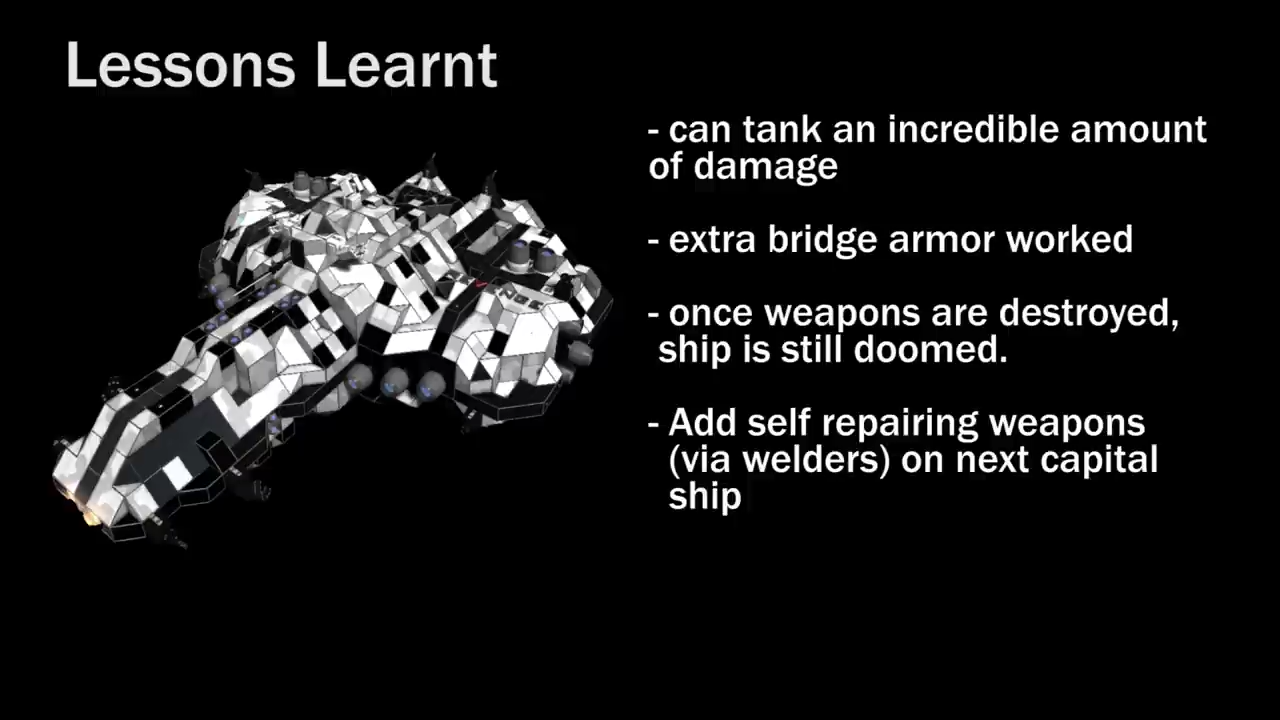 Lessons Learnt
- can tank an incredible amount
of damage
- extra bridge armor worked
- once weapons are destroyed,
ship is still doomed.
- Add self repairing weapons
(via welders) on next capital
ship